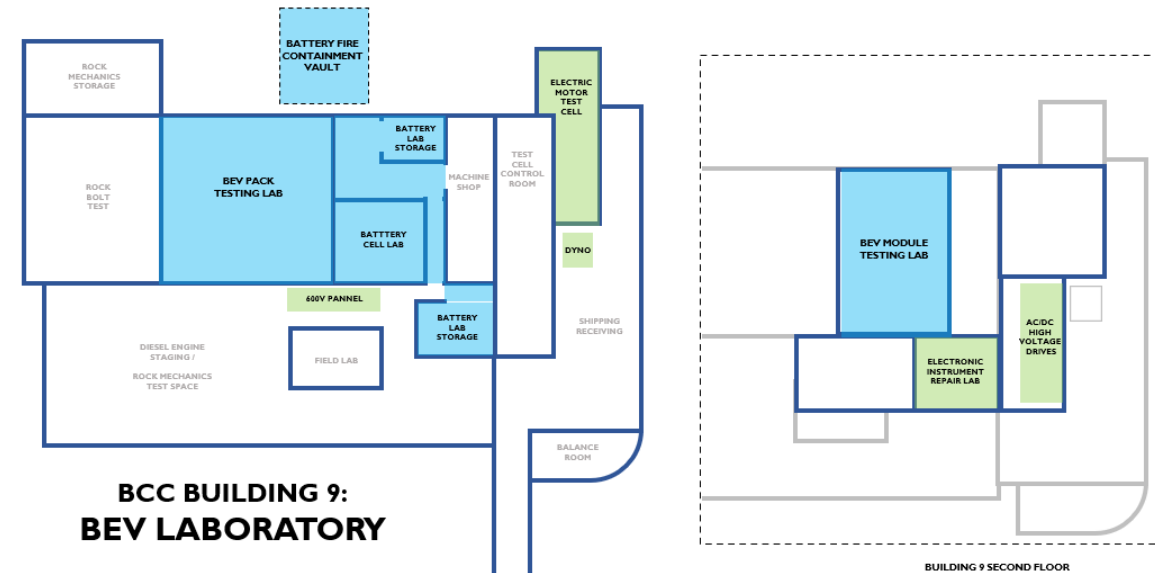 BATTERY FIRE
CONTAINMENT
VAULT
ROCK
MECHANICS
STORAGE
ELECTRIC
MOTOR
TEST
CELL
BATTERY
LAB
STORAGE
TEST
CELL
CONTROL
ROOM
MACHINE
SHOP
BEV PACK
TESTING LAB
ROCK
BOLT
TEST
BATTTERY
CELL LAB
DYNO
600V PANNEL
BATTERY
LAB
STORAGE
SHIPPING
RECEIVING
DIESEL ENGINE
STAGING /
ROCK MECHANICS
TEST SPACE
FIELD LAB
BALANCE
ROOM
BCC BUILDING 9:
BEV LABORATORY
BEV MODULE
TESTING LAB
AC/DC
HIGH
VOLTAGE
DRIVES
ELECTRONIC
INSTRUMENT
REPAIR LAB
BUILDING 9 SECOND FLOOR